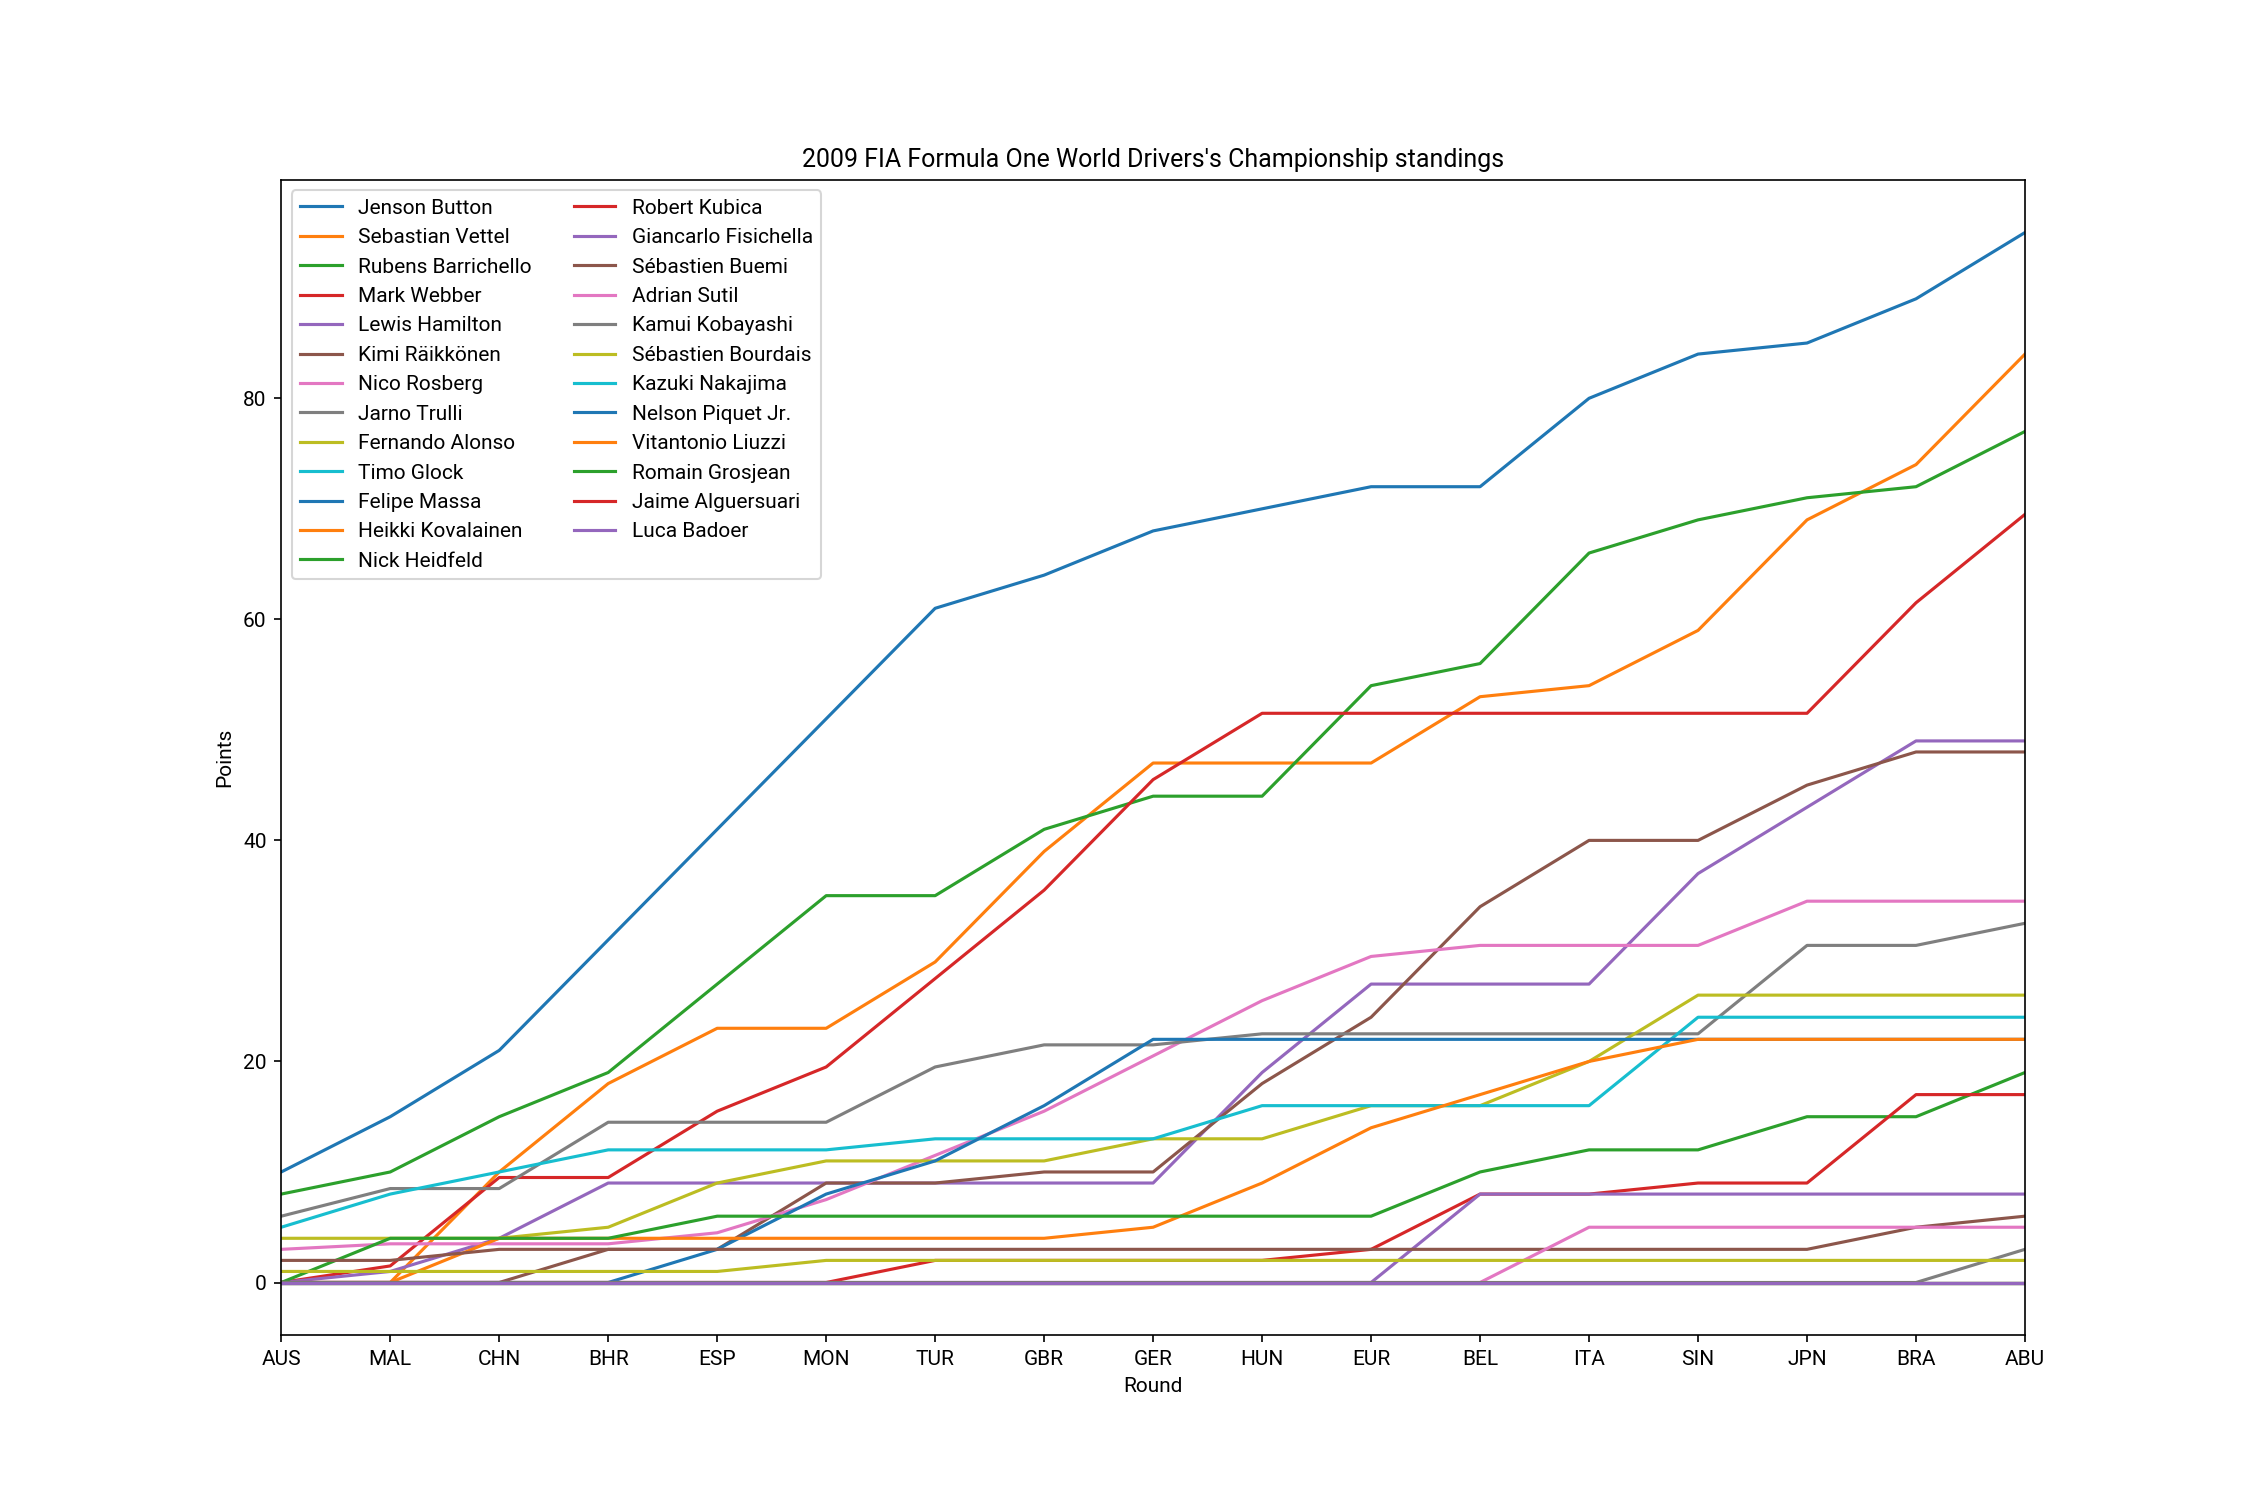 2009 FIA Formula One World Drivers's Championship standings
Jenson Button
Sebastian Vettel
Rubens Barrichello
Mark Webber
Lewis Hamilton
Kimi Räikkönen
Nico Rosberg
Jarno Trulli
Fernando Alonso
Timo Glock
Felipe Massa
Heikki Kovalainen
Nick Heidfeld
Robert Kubica
Giancarlo Fisichella
Sébastien Buemi
Adrian Sutil
Kamui Kobayashi
Sébastien Bourdais
Kazuki Nakajima
Nelson Piquet Jr.
Vitantonio Liuzzi
Romain Grosjean
Jaime Alguersuari
Luca Badoer
Points
80
60
40
20
0
AUS MAL CHN BHR ESP MON TUR GBR GER HUN EUR BEL ITA SIN JPN BRA ABU
Round